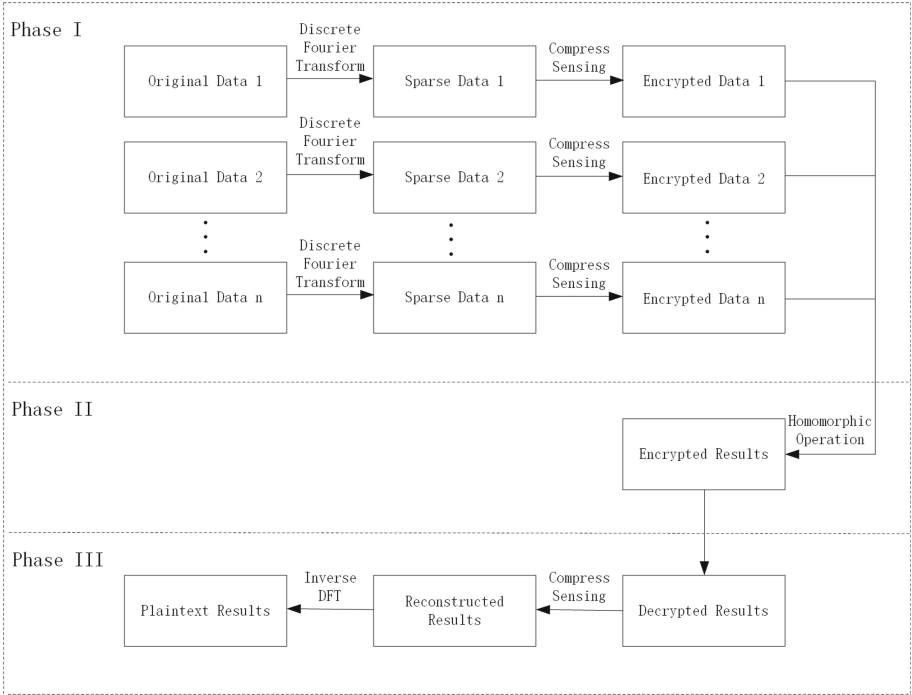 Phase I
Discrete
Fourier
Transform
Compress
Sensing
Original Data 1
Sparse Data 1
Encrypted Data 1
Discrete
Fourier
Transform
Compress
Sensing
Original Data 2
Sparse Data 2
Encrypted Data 2
Discrete
Fourier
Transform
Compress
Sensing
Original Data n
Sparse Data n
Encrypted Data n
Phase II
Homomorphic
Operation
Encrypted Results
Phase III
Inverse
DFT
Compress
Sensing
Plaintext Results
Reconstructed
Results
Decrypted Results